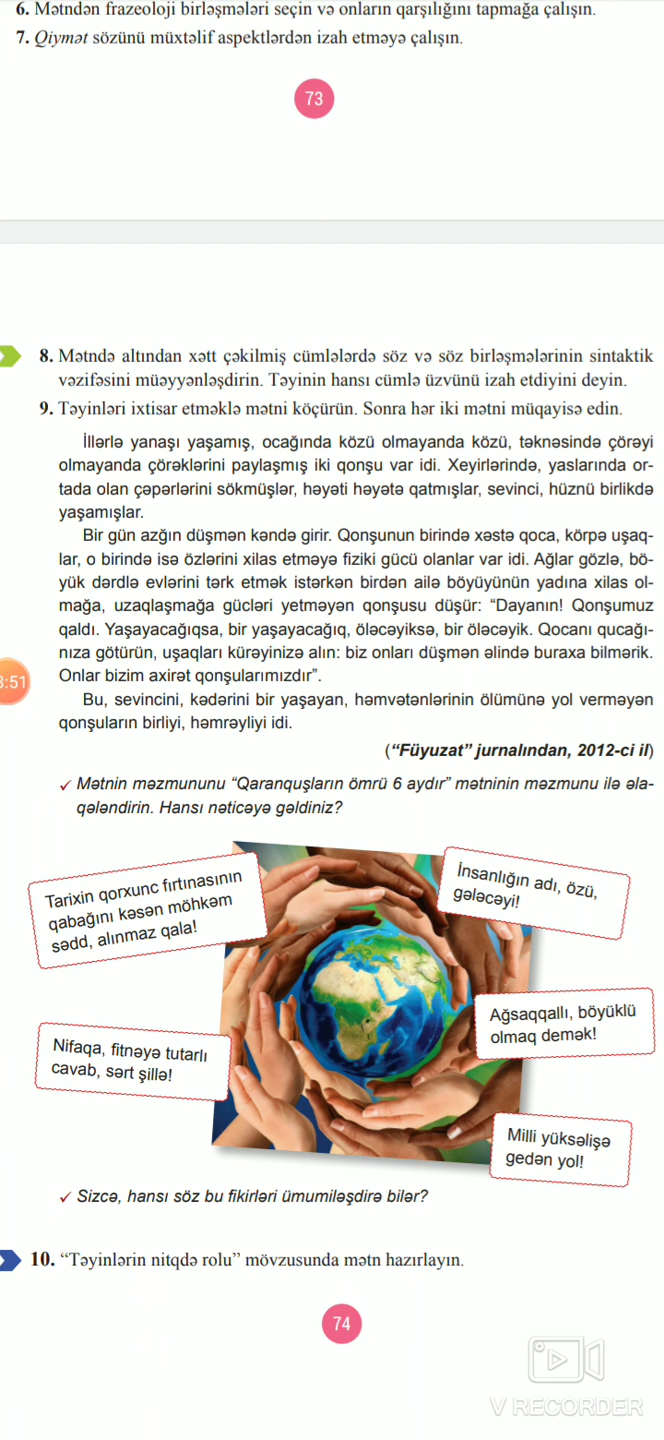 6. Mətndən frazeoloji birləşmələri seçin və onların qarşılığını tapmağa çalışın.
7. Qiymət sözünü müxtəlif aspektlərdən izah etməyə çalışın.
73
8. Mətndə altından xətt çəkilmiş cümlələrdə söz və söz birləşmələrinin sintaktik
vəzifəsini müəyyənləşdirin. Təyinin hansı cümlə üzvünü izah etdiyini deyin.
9. Təyinləri ixtisar etməklə mətni köçürün. Sonra hər iki mətni müqayisə edin.
İllərlə yanaşı yaşamış, ocağında közü olmayanda közü, təknəsində çörəyi
olmayanda çörəklərini paylaşmış iki qonşu var idi. Xeyirlərində, yaslarında or-
tada olan çəpərlərini sökmüşlər, həyəti həyətə qatmışlar, sevinci, hüznü birlikdə
yaşamışlar.
Bir gün azğın düşmən kəndə girir. Qonşunun birində xəstə qoca, körpə uşaq-
lar, o birində isə özlərini xilas etməyə fiziki gücü olanlar var idi. Ağlar gözlə, bö-
yük dərdlə evlərini tərk etmək istərkən birdən ailə böyüyünün yadına xilas ol-
mağa, uzaqlaşmağa gücləri yetməyən qonşusu düşür: “Dayanın! Qonşumuz
qaldı. Yaşayacağıqsa, bir yaşayacağıq, öləcəyiksə, bir öləcəyik. Qocanı qucağı-
nıza götürün, uşaqları kürəyinizə alın: biz onları düşmən əlində buraxa bilmərik.
3:51
Onlar bizim axirət qonşularımızdır”.
Bu, sevincini, kədərini bir yaşayan, həmvətənlərinin ölümünə yol verməyən
qonşuların birliyi, həmrəyliyi idi.
(“Füyuzat” jurnalından, 2012-ci il)
✓ Mətnin məzmununu “Qaranquşların ömrü 6 aydır” mətninin məzmunu ilə əla-
qələndirin. Hansı nəticəyə gəldiniz?
Tarixin qorxunc fırtınasının
qabağını kəsən möhkəm
sədd, alınmaz qala!
İnsanlığın adı, özü,
gələcəyi!
Ağsaqqallı, böyüklü
olmaq demək!
Nifaqa, fitnəyə tutarlı
cavab, sərt şillə!
Milli yüksəlişə
gedən yol!
✓ Sizcə, hansı söz bu fikirləri ümumiləşdirə bilər?
10. “Təyinlərin nitqdə rolu” mövzusunda mətn hazırlayın.
74
V RECORDER